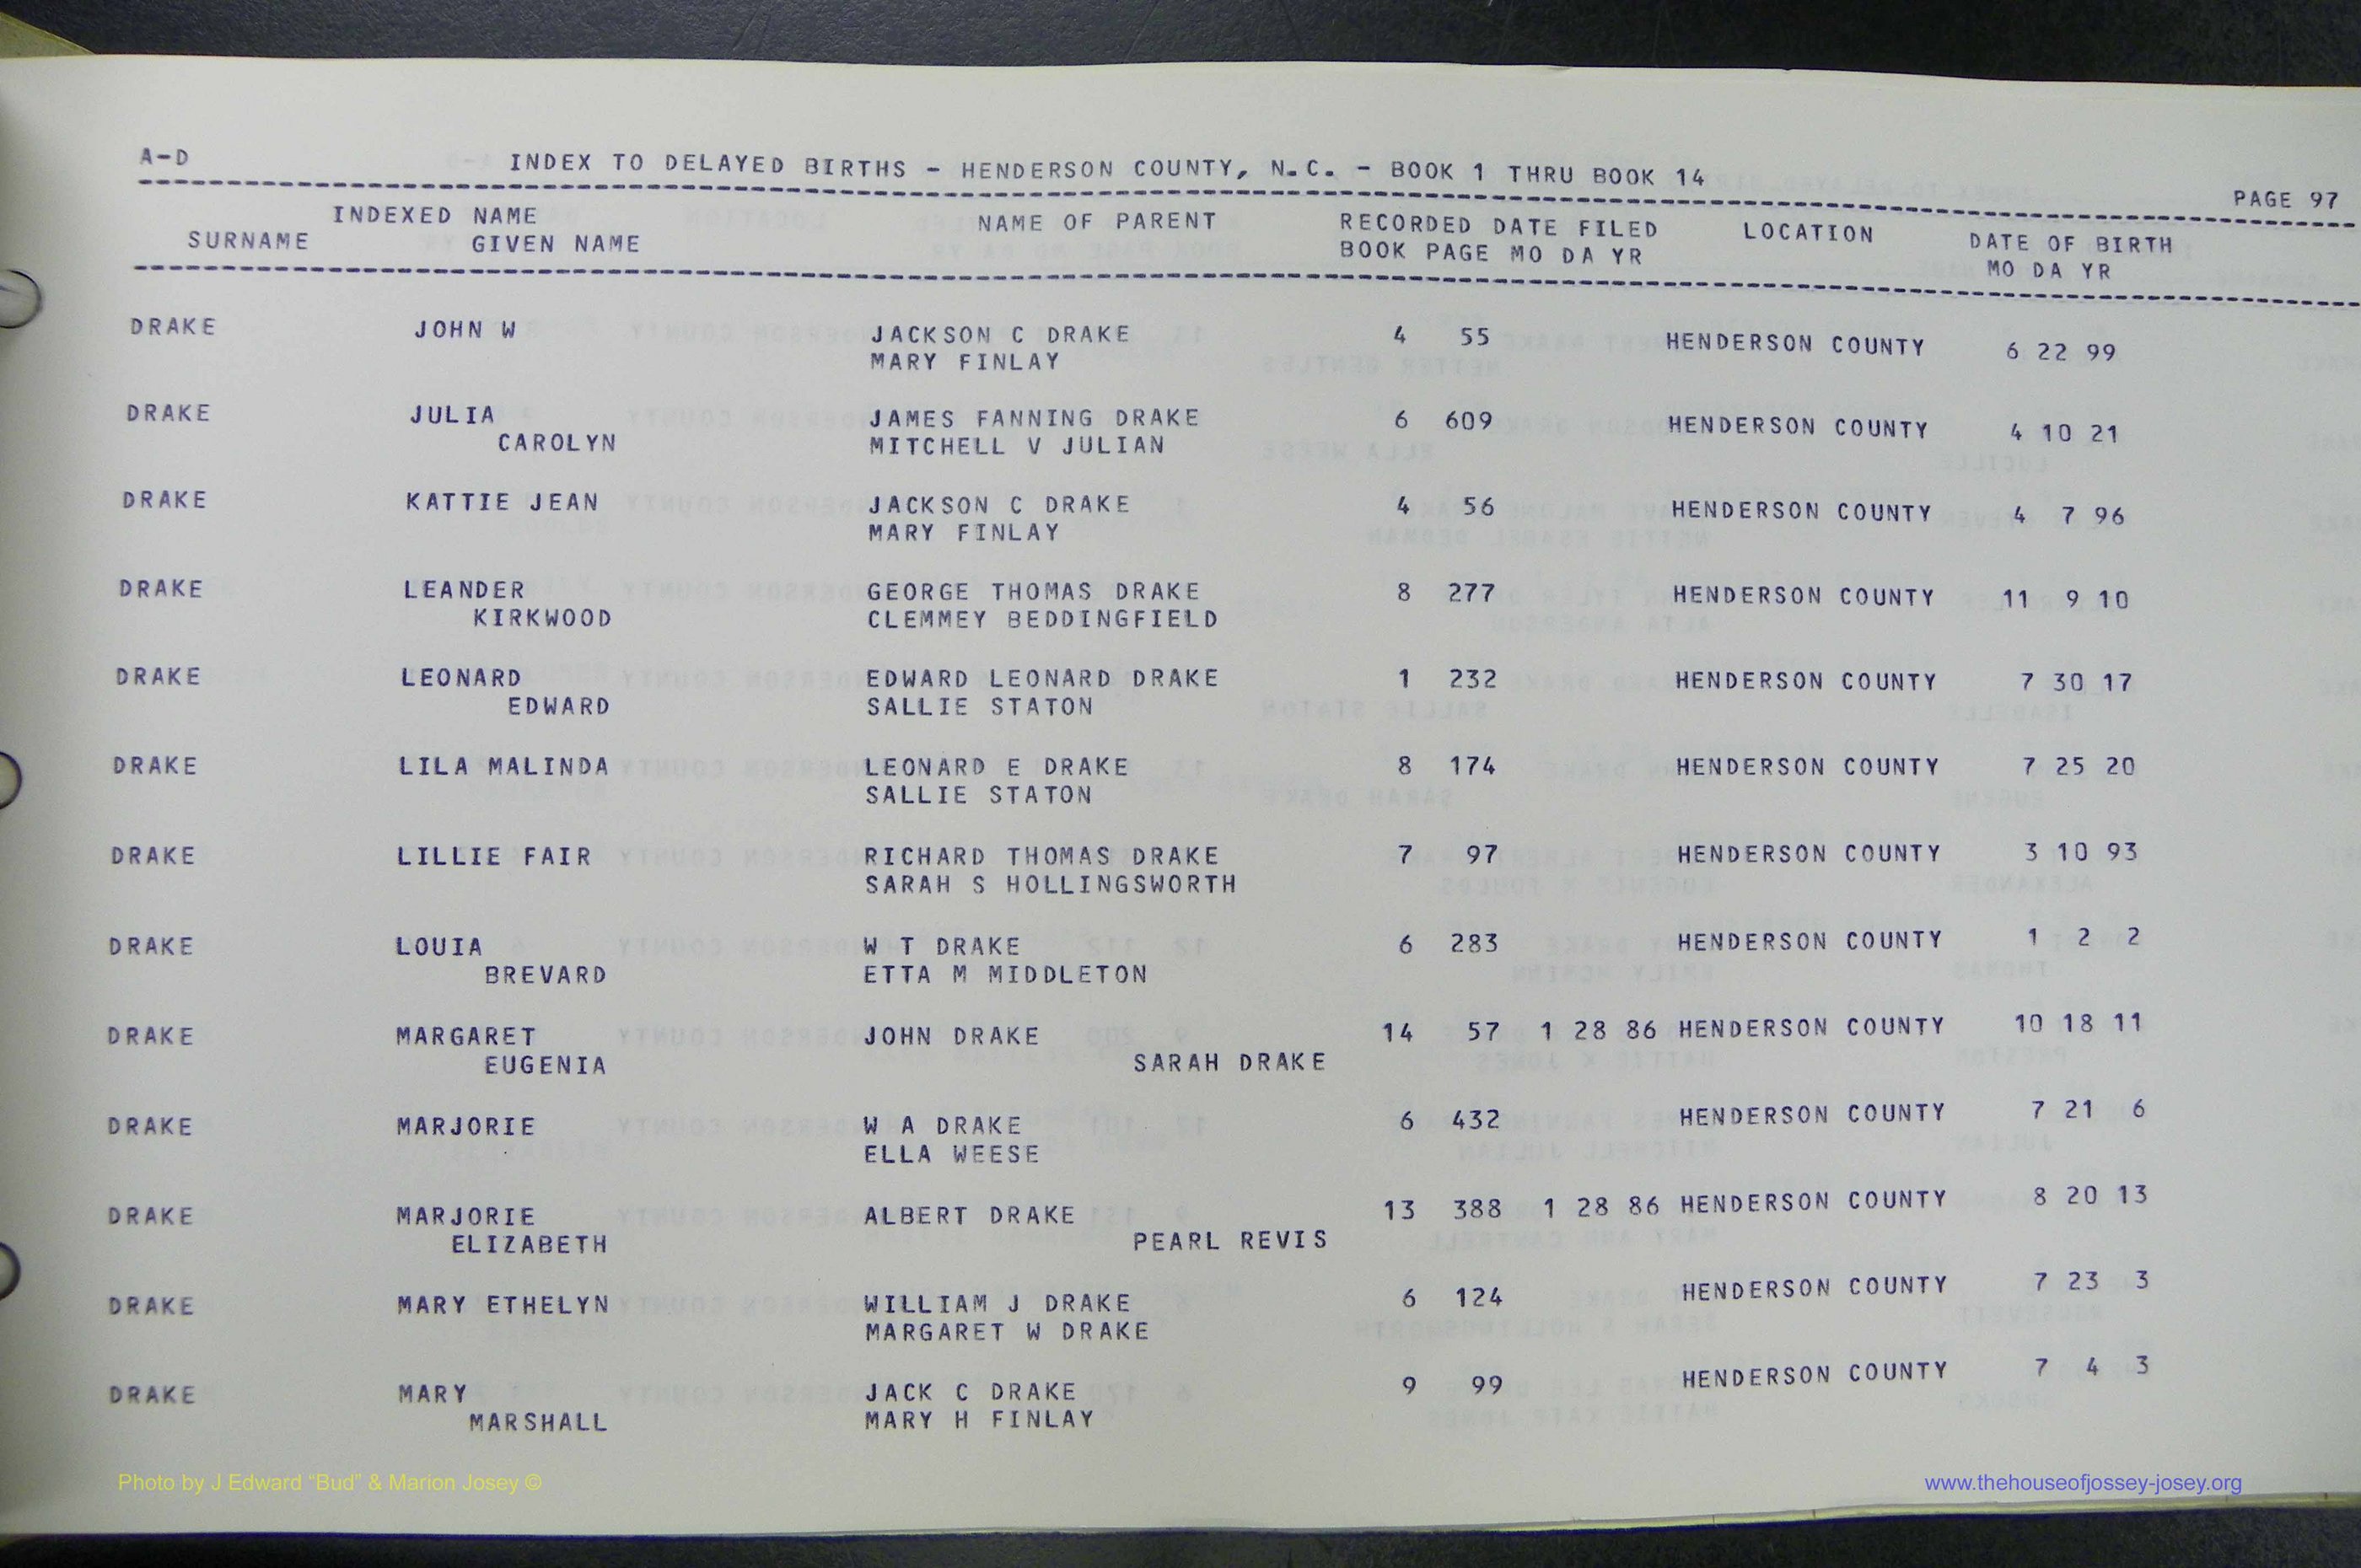 A-D INDEX TO DELAYED BIRTHS - HENDERSON COUNTY, N.C. - BOOK 1 THRU BOOK 14 PAGE 97
INDEXED NAME NAME OF PARENT RECORDED DATE FILED LOCATION DATE OF BIRTH
SURNAME GIVEN NAME BOOK PAGE MO DA YR MO DA YR
DRAKE JOHN W JACKSON C DRAKE 4 55 HENDERSON COUNTY 6 22 99
MARY FINLAY
DRAKE JULIA JAMES FANNING DRAKE 6 609 HENDERSON COUNTY 4 10 21
CAROLYN MITCHELL V JULIAN
DRAKE KATTIE JEAN JACKSON C DRAKE 4 56 HENDERSON COUNTY 4 7 96
MARY FINLAY
DRAKE LEANDER GEORGE THOMAS DRAKE 8 277 HENDERSON COUNTY 11 9 10
KIRKWOOD CLEMMEY BEDDINGFIELD
DRAKE LEONARD EDWARD LEONARD DRAKE 1 232 HENDERSON COUNTY 7 30 17
EDWARD SALLIE STATON
DRAKE LILA MALINDA LEONARD E DRAKE 8 174 HENDERSON COUNTY 7 25 20
SALLIE STATON
DRAKE LILLIE FAIR RICHARD THOMAS DRAKE 7 97 HENDERSON COUNTY 3 10 93
SARAH S HOLLINGSWORTH
DRAKE LOUIA W T DRAKE 6 283 HENDERSON COUNTY 1 2 2
BREVARD ETTA M MIDDLETON
DRAKE MARGARET JOHN DRAKE 14 57 1 28 86 HENDERSON COUNTY 10 18 11
EUGENIA SARAH DRAKE
DRAKE MARJORIE W A DRAKE 6 432 HENDERSON COUNTY 7 21 6
ELLA WEESE
DRAKE MARJORIE ALBERT DRAKE 13 388 1 28 86 HENDERSON COUNTY 8 20 13
ELIZABETH PEARL REVIS
DRAKE MARY ETHELYN WILLIAM J DRAKE 6 124 HENDERSON COUNTY 7 23 3
MARGARET W DRAKE
DRAKE MARY JACK C DRAKE 9 99 HENDERSON COUNTY 7 4 3
MARSHALL MARY H FINLAY
Photo by J Edward “Bud” & Marion Josey © www.thehouseofjossey-josey.org